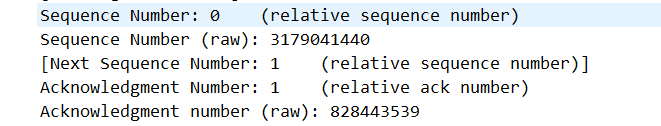 Sequence Number: 0    (relative sequence number)
Sequence Number (raw): 3179041440
[Next Sequence Number: 1    (relative sequence number)]
Acknowledgment Number: 1    (relative ack number)
Acknowledgment number (raw): 828443539